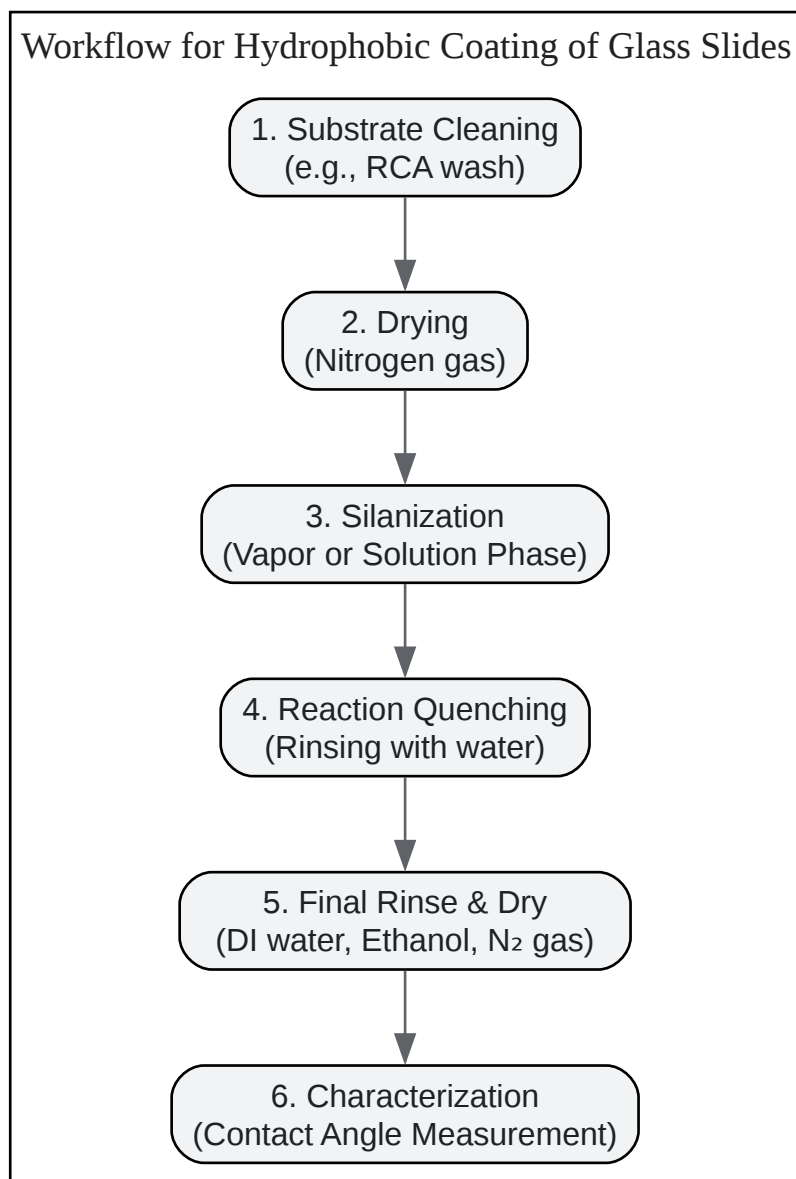 Workflow for Hydrophobic Coating of Glass Slides
1. Substrate Cleaning
(e.g., RCA wash)
2. Drying
(Nitrogen gas)
3. Silanization
(Vapor or Solution Phase)
4. Reaction Quenching
(Rinsing with water)
5. Final Rinse & Dry
(DI water, Ethanol, N₂ gas)
6. Characterization
(Contact Angle Measurement)